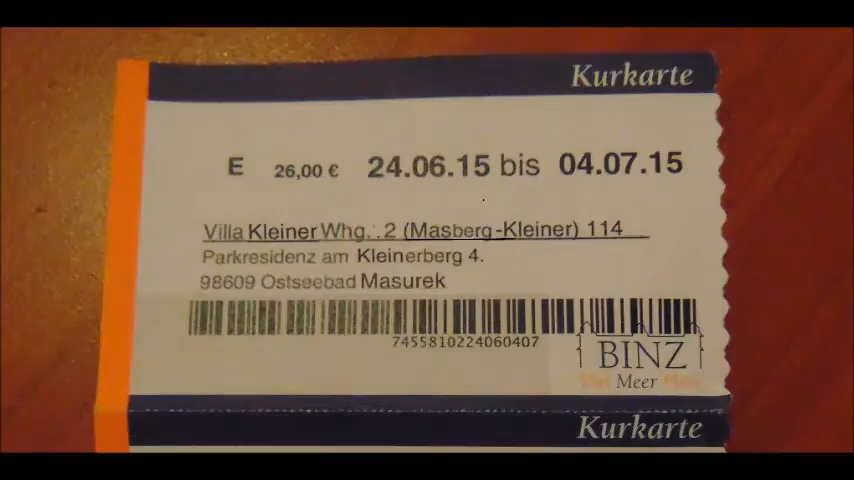 Kurkarte
E 26,00 € 24.06.15 bis 04.07.15
Villa Kleiner Whg.: 2 (Masberg-Kleiner) 114
Parkresidenz am Kleinerberg 4.
98609 Ostseebad Masurek
7455810224060407
BINZ
Meer
Kurkarte